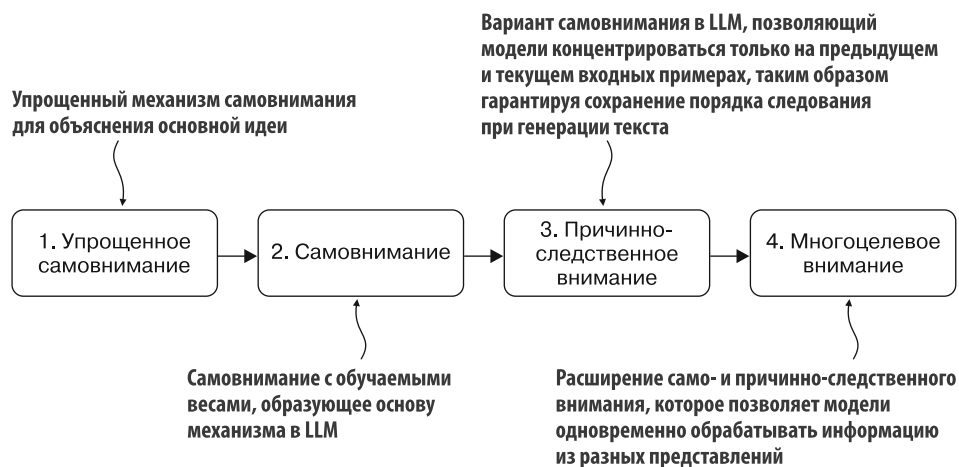 Вариант самовнимания в LLM, позволяющий
модели концентрироваться только на предыдущем
и текущем входных примерах, таким образом
гарантируя сохранение порядка следования
при генерации текста
Упрощенный механизм самовнимания
для объяснения основной идеи
1. Упрощенное
самовнимание
2. Самовнимание
3. Причинно-
следственное
внимание
4. Многоцелевое
внимание
Самовнимание с обучаемыми
весами, образующее основу
механизма в LLM
Расширение само- и причинно-следственного
внимания, которое позволяет модели
одновременно обрабатывать информацию
из разных представлений